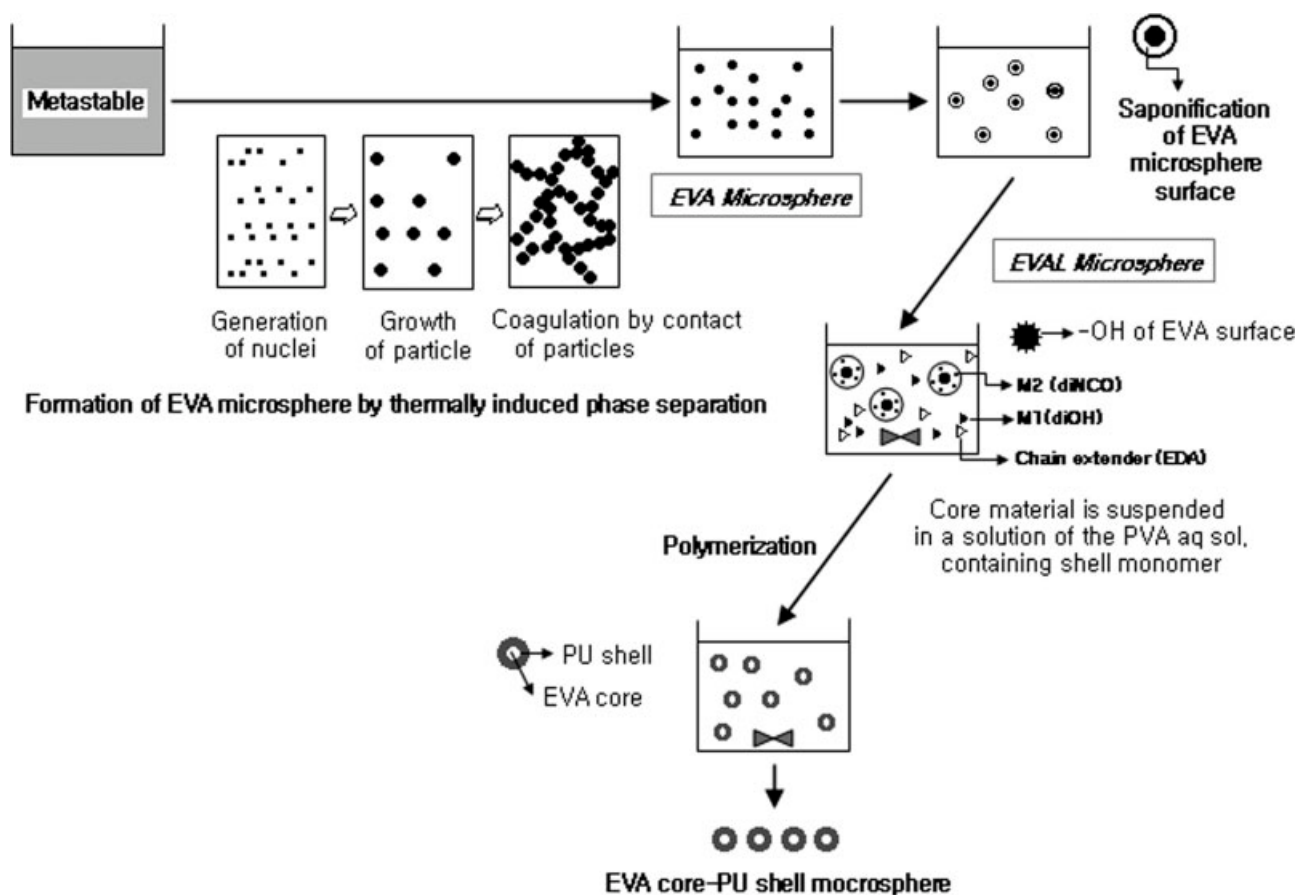 Metastable
Saponification
of EVA
microsphere
surface
EVA Microsphere
Generation
of nuclei
Growth
of particle
Coagulation by contact
of particles
Formation of EVA microsphere by thermally induced phase separation
EVAL Microsphere
-OH of EVA surface
M2 (diNCO)
M1(diOH)
Chain extender (EDA)
Core material is suspended
in a solution of the PVA aq sol,
containing shell monomer
Polymerization
PU shell
EVA core
EVA core-PU shell mocrosphere